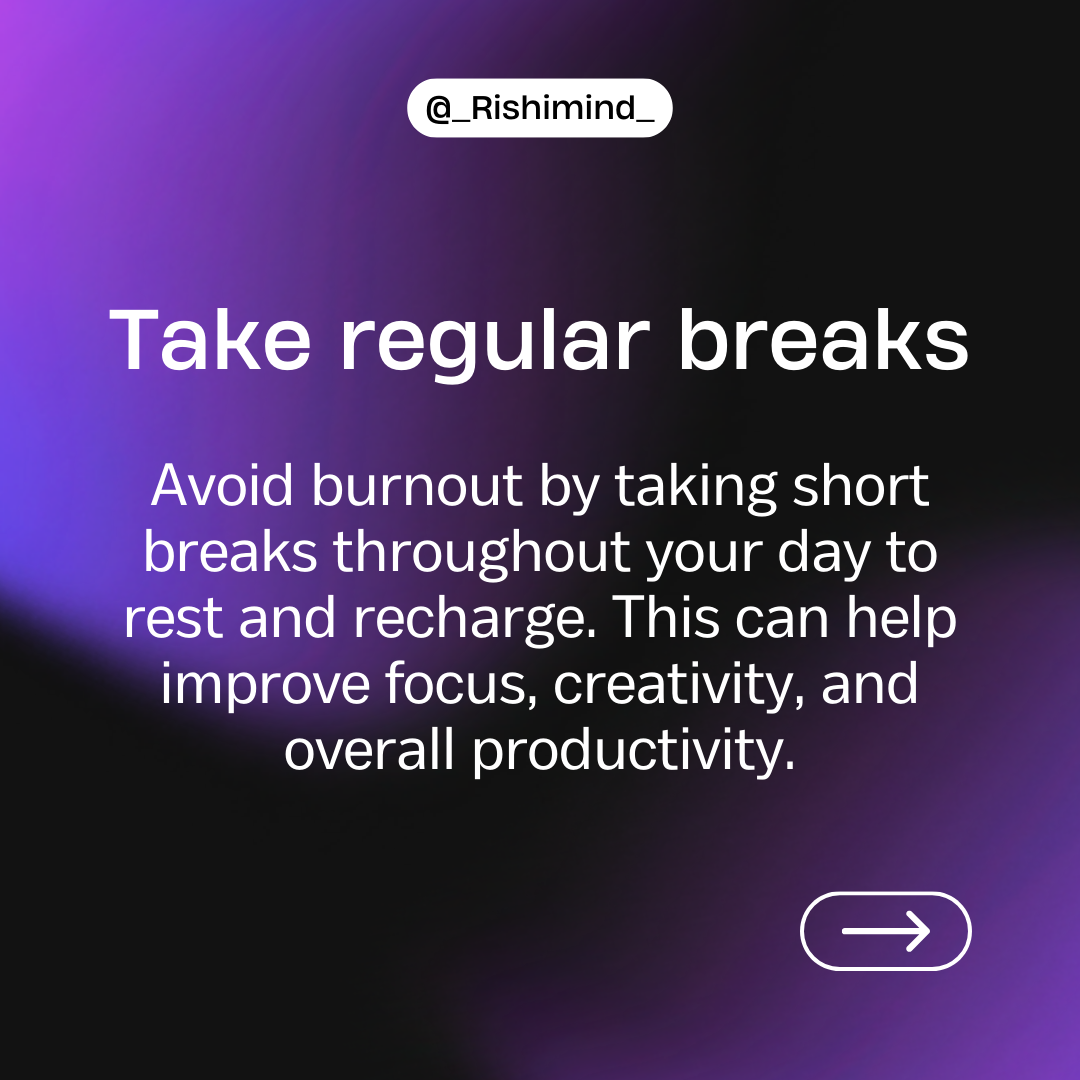 @_Rishimind_
Take regular breaks
Avoid burnout by taking short
breaks throughout your day to
rest and recharge. This can help
improve focus, creativity, and
overall productivity.